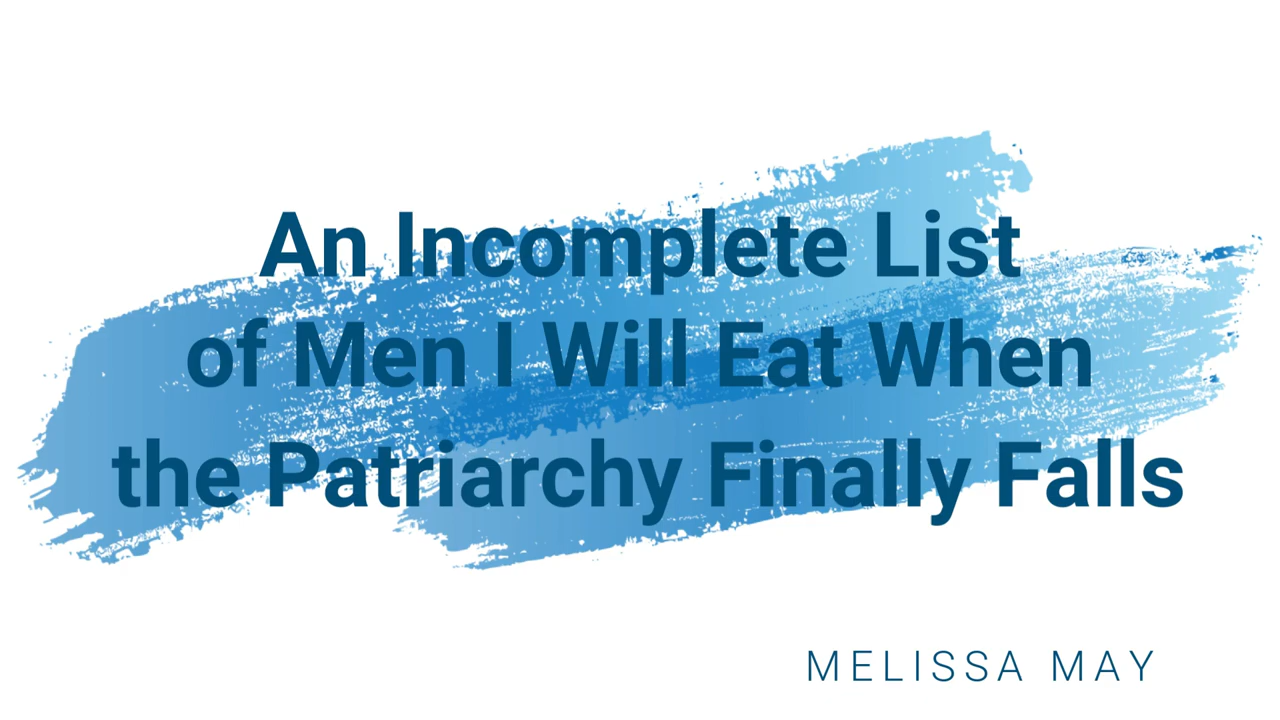 An Incomplete List
of Men I Will Eat When
the Patriarchy Finally Falls
MELISSA MAY